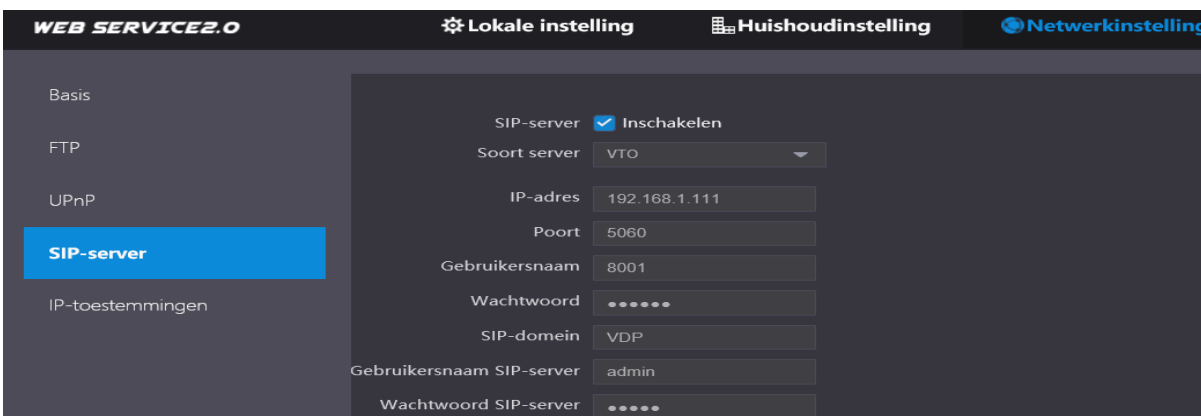 WEB SERVICE2.0 Lokale instelling Huishoudinstelling Netwerkinstelling
Basis
FTP
UPnP
SIP-server
IP-toestemmingen
SIP-server Inschakelen
Soort server VTO
IP-adres 192.168.1.111
Poort 5060
Gebruikersnaam 8001
Wachtwoord ••••••
SIP-domein VDP
Gebruikersnaam SIP-server admin
Wachtwoord SIP-server •••••